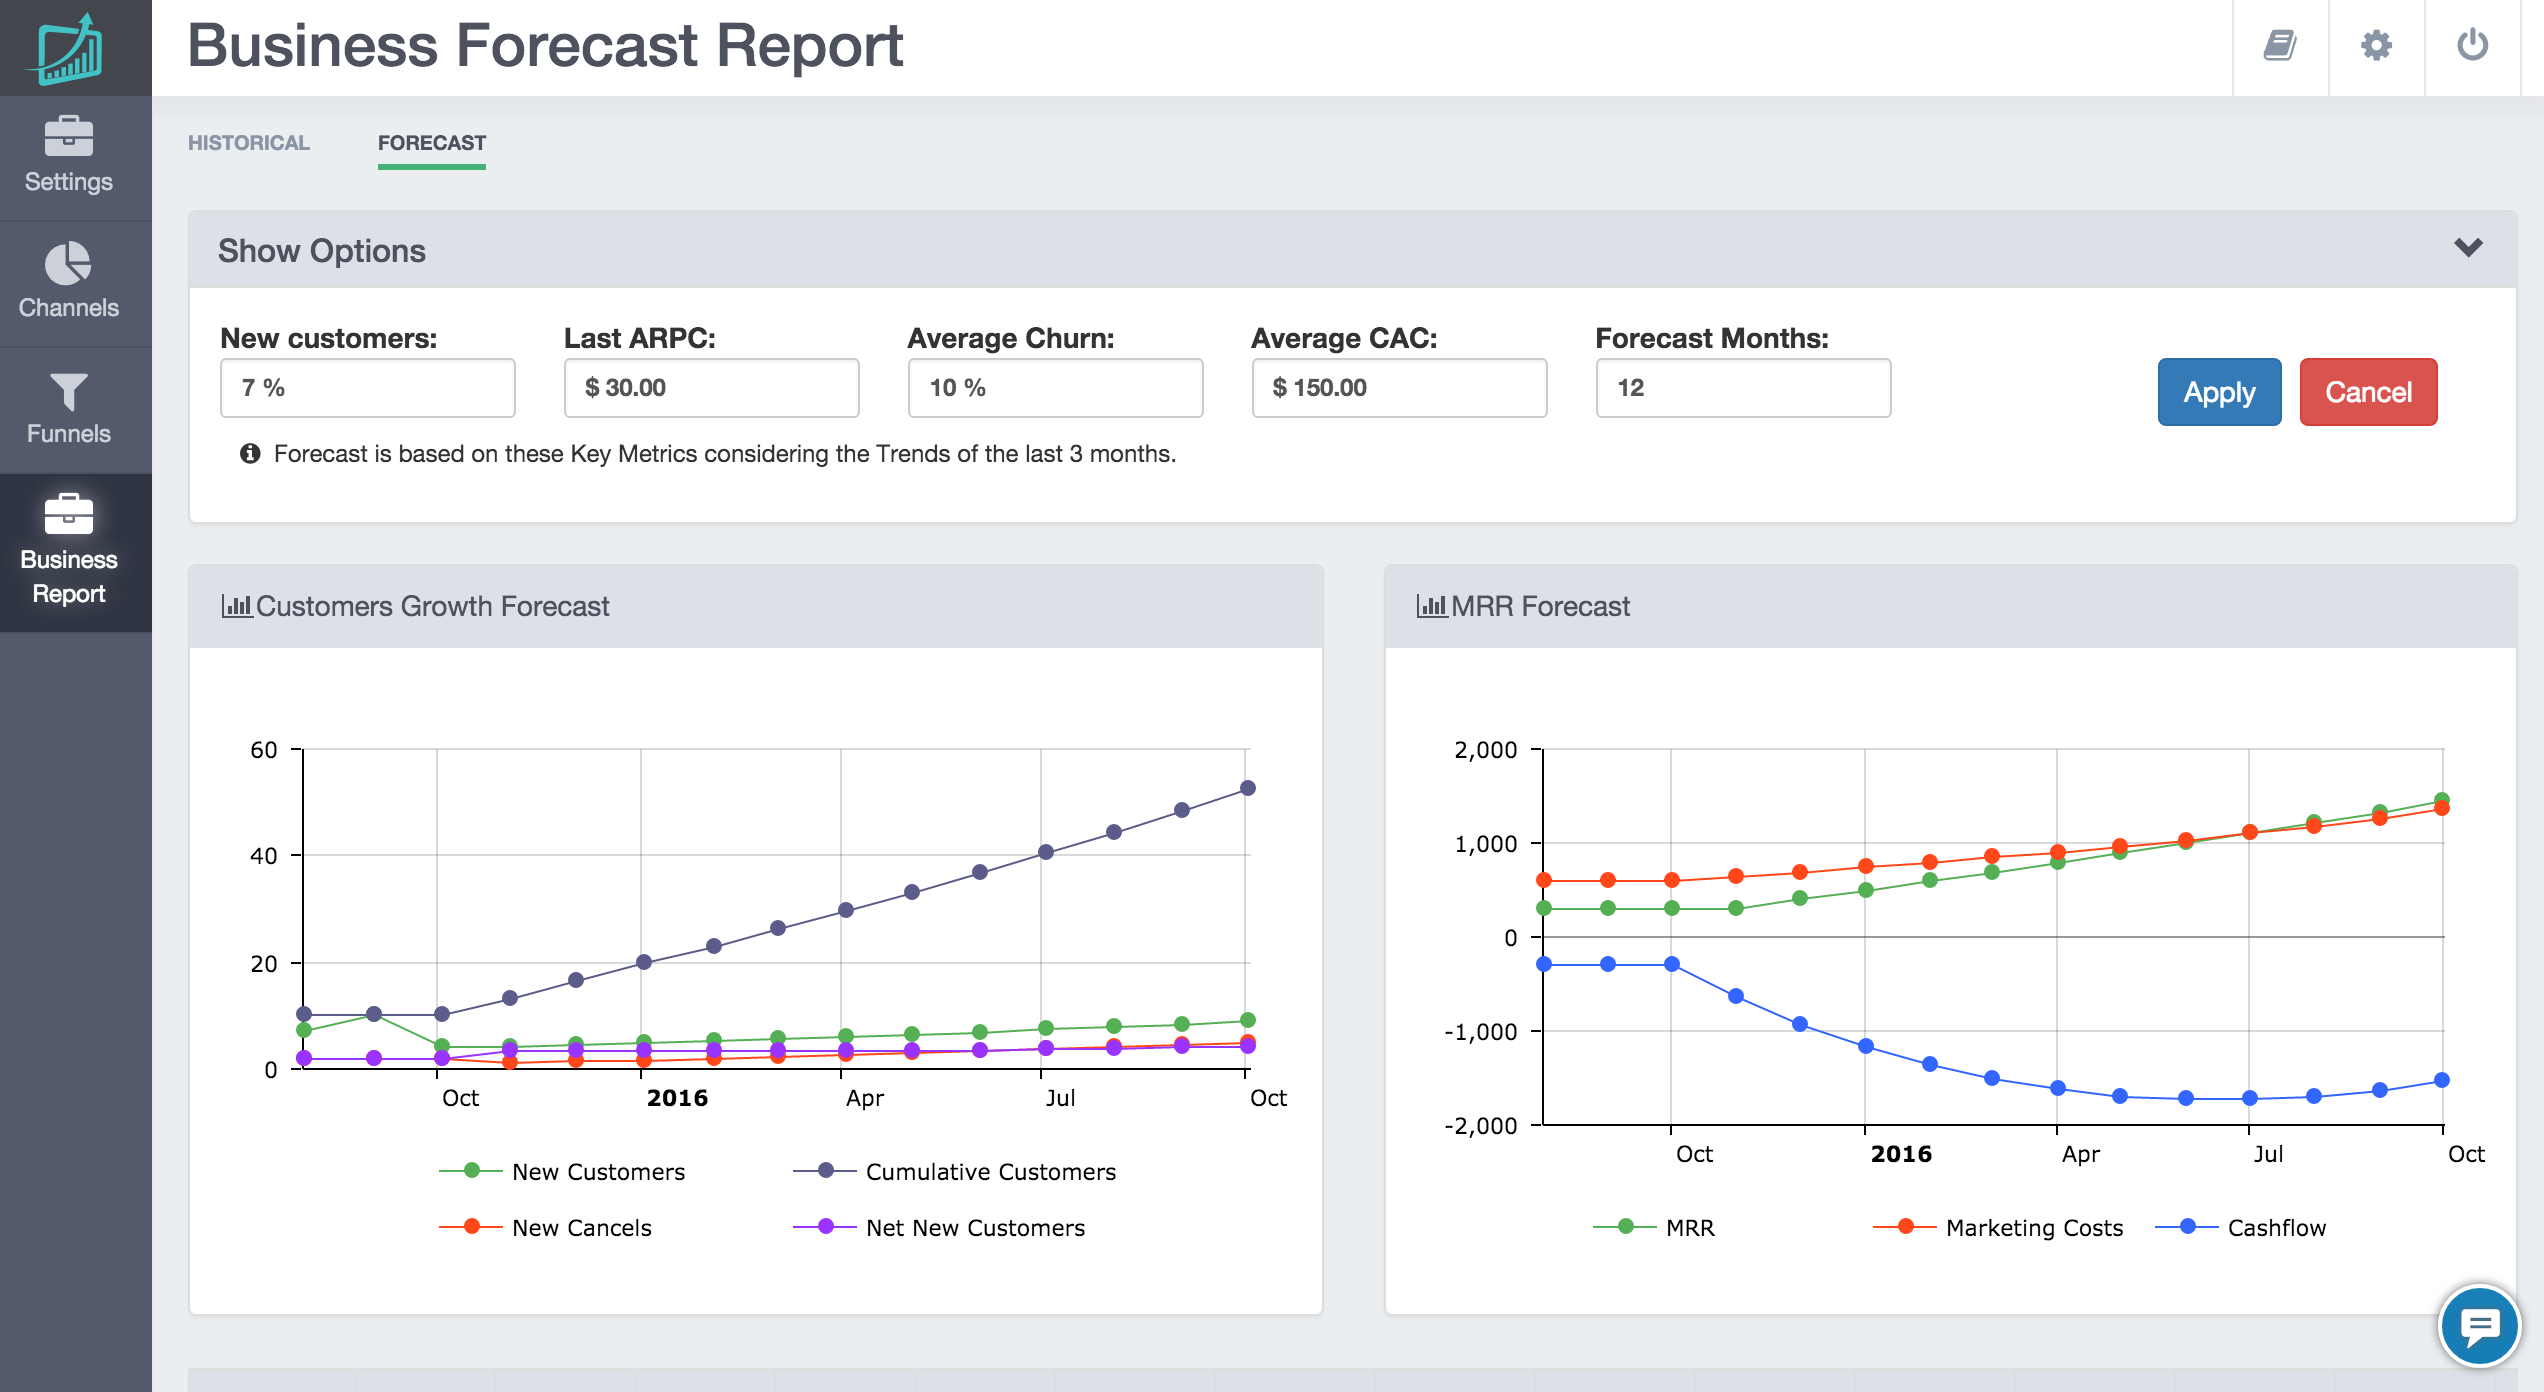 Business Forecast Report
Settings
Channels
Funnels
Business
Report
HISTORICAL FORECAST
Show Options
New customers: Last ARPC: Average Churn: Average CAC: Forecast Months:
7 % $ 30.00 10 % $ 150.00 12 Apply Cancel
Forecast is based on these Key Metrics considering the Trends of the last 3 months.
Customers Growth Forecast
60
40
20
0
Oct 2016 Apr Jul Oct
New Customers Cumulative Customers
New Cancels Net New Customers
MRR Forecast
2,000
1,000
0
-1,000
-2,000
Oct 2016 Apr Jul Oct
MRR Marketing Costs Cashflow